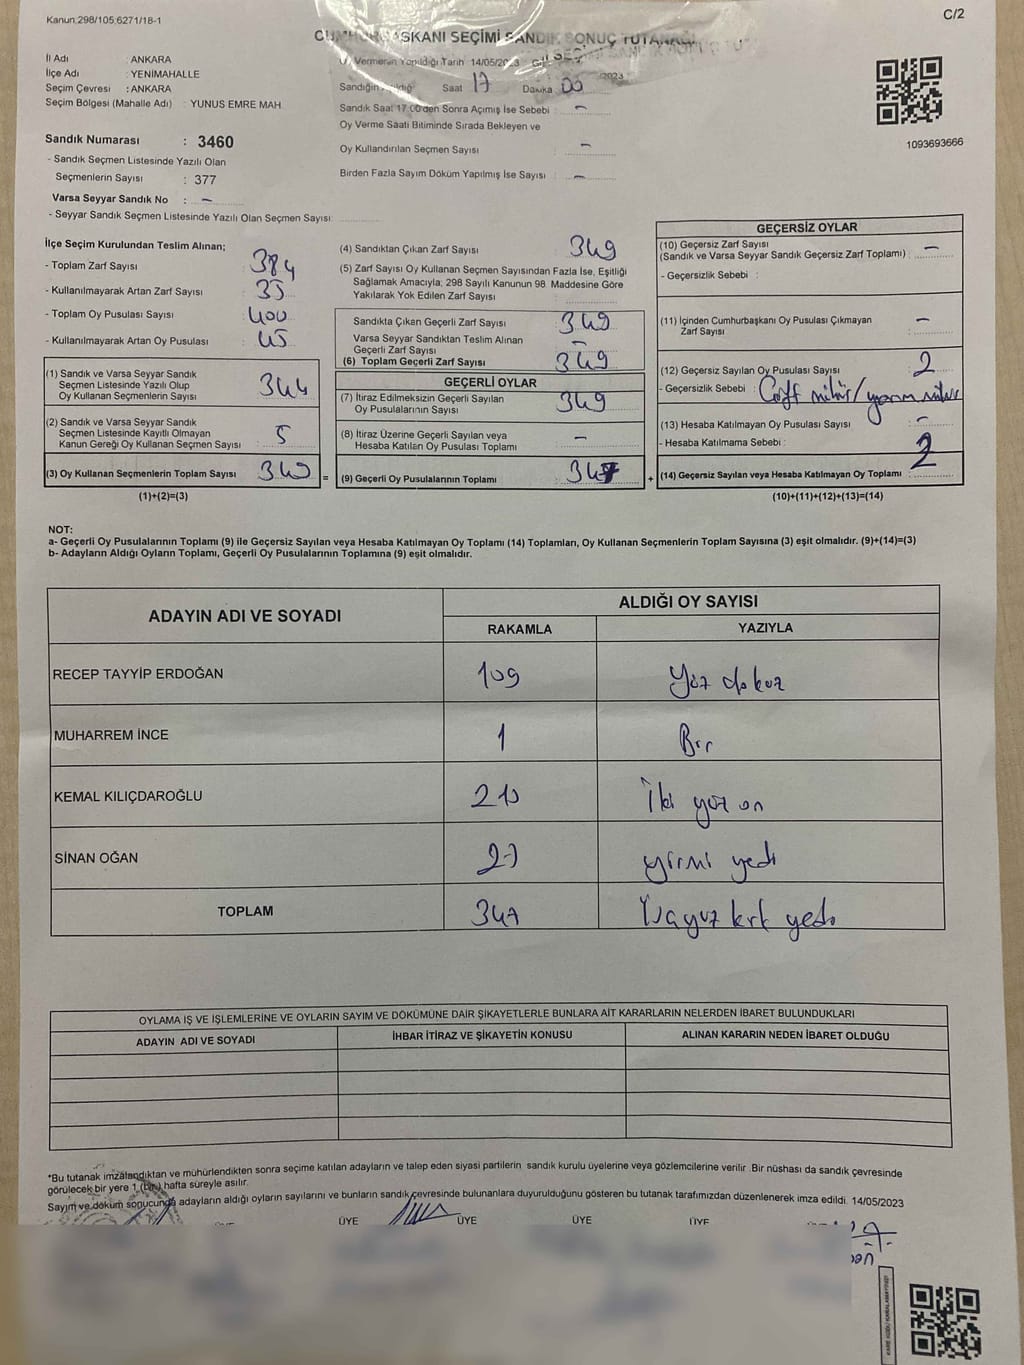 Kanun.298/105.6271/18-1
C/2
CUMHURBAŞKANI SEÇİMİ SANDIK SONUÇ TUTANAĞI
İl Adı : ANKARA
İlçe Adı : YENİMAHALLE
Seçim Çevresi : ANKARA
Seçim Bölgesi (Mahalle Adı) : YUNUS EMRE MAH
Sandık Numarası : 3460
- Sandık Seçmen Listesinde Yazılı Olan
Seçmenlerin Sayısı : 377
Varsa Seyyar Sandık No : –
- Seyyar Sandık Seçmen Listesinde Yazılı Olan Seçmen Sayısı:
Vermenin Yapıldığı Tarih 14/05/2023
Sandığın Saat 17 Dakika 00
Sandık Saat 17:00'den Sonra Açımış İse Sebebi : –
Oy Verme Saati Bitiminde Sırada Bekleyen ve
Oy Kullandırılan Seçmen Sayısı : –
Birden Fazla Sayım Döküm Yapılmış İse Sayısı : –
1093693666
İlçe Seçim Kurulundan Teslim Alınan;
- Toplam Zarf Sayısı : 384
- Kullanılmayarak Artan Zarf Sayısı : 35
- Toplam Oy Pusulası Sayısı : 400
- Kullanılmayarak Artan Oy Pusulası : 45
(1) Sandık ve Varsa Seyyar Sandık
Seçmen Listesinde Yazılı Olup
Oy Kullanan Seçmenlerin Sayısı : 344
(2) Sandık ve Varsa Seyyar Sandık
Seçmen Listesinde Kayıtlı Olmayan
Kanun Gereği Oy Kullanan Seçmen Sayısı : 5
(3) Oy Kullanan Seçmenlerin Toplam Sayısı : 349
(1)+(2)=(3)
=
(4) Sandıktan Çıkan Zarf Sayısı : 349
(5) Zarf Sayısı Oy Kullanan Seçmen Sayısından Fazla İse, Eşitliği
Sağlamak Amacıyla; 298 Sayılı Kanunun 98. Maddesine Göre
Yakılarak Yok Edilen Zarf Sayısı :
Sandıkta Çıkan Geçerli Zarf Sayısı : 349
Varsa Seyyar Sandıktan Teslim Alınan
Geçerli Zarf Sayısı : –
(6) Toplam Geçerli Zarf Sayısı : 349
GEÇERLİ OYLAR
(7) İtiraz Edilmeksizin Geçerli Sayılan
Oy Pusulalarının Sayısı : 349
(8) İtiraz Üzerine Geçerli Sayılan veya
Hesaba Katılan Oy Pusulası Toplamı : –
(9) Geçerli Oy Pusulalarının Toplamı : 347
+
GEÇERSİZ OYLAR
(10) Geçersiz Zarf Sayısı
(Sandık ve Varsa Seyyar Sandık Geçersiz Zarf Toplamı) : –
- Geçersizlik Sebebi :
(11) İçinden Cumhurbaşkanı Oy Pusulası Çıkmayan
Zarf Sayısı : –
(12) Geçersiz Sayılan Oy Pusulası Sayısı : 2
- Geçersizlik Sebebi : Çift mühür/yarım mühür
(13) Hesaba Katılmayan Oy Pusulası Sayısı : –
- Hesaba Katılmama Sebebi :
(14) Geçersiz Sayılan veya Hesaba Katılmayan Oy Toplamı : 2
(10)+(11)+(12)+(13)=(14)
NOT:
a- Geçerli Oy Pusulalarının Toplamı (9) ile Geçersiz Sayılan veya Hesaba Katılmayan Oy Toplamı (14) Toplamları, Oy Kullanan Seçmenlerin Toplam Sayısına (3) eşit olmalıdır. (9)+(14)=(3)
b- Adayların Aldığı Oyların Toplamı, Geçerli Oy Pusulalarının Toplamına (9) eşit olmalıdır.
ADAYIN ADI VE SOYADI
ALDIĞI OY SAYISI
RAKAMLA YAZIYLA
RECEP TAYYİP ERDOĞAN 109 Yüz dokuz
MUHARREM İNCE 1 Bir
KEMAL KILIÇDAROĞLU 210 İki yüz on
SİNAN OĞAN 27 yirmi yedi
TOPLAM 347 Üçyüz kırk yedi
OYLAMA İŞ VE İŞLEMLERİNE VE OYLARIN SAYIM VE DÖKÜMÜNE DAİR ŞİKAYETLERLE BUNLARA AİT KARARLARIN NELERDEN İBARET BULUNDUKLARI
ADAYIN ADI VE SOYADI İHBAR İTİRAZ VE ŞİKAYETİN KONUSU ALINAN KARARIN NEDEN İBARET OLDUĞU
*Bu tutanak imzalandıktan ve mühürlendikten sonra seçime katılan adayların ve talep eden siyasi partilerin sandık kurulu üyelerine veya gözlemcilerine verilir .Bir nüshası da sandık çevresinde
görülecek bir yere 1 (bir) hafta süreyle asılır.
Sayım ve döküm sonucunda adayların aldığı oyların sayılarını ve bunların sandık çevresinde bulunanlara duyurulduğunu gösteren bu tutanak tarafımızdan düzenlenerek imza edildi. 14/05/2023
ÜYE ÜYE ÜYE ÜYE